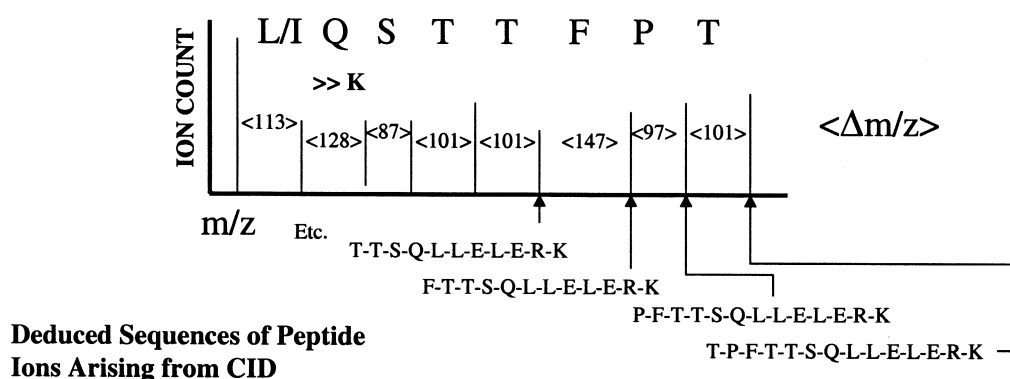 L/I Q S T T F P T
>> K
ION COUNT
<113> <128> <87> <101> <101> <147> <97> <101>
<Δm/z>
m/z
Etc.
T-T-S-Q-L-L-E-L-E-R-K
F-T-T-S-Q-L-L-E-L-E-R-K
P-F-T-T-S-Q-L-L-E-L-E-R-K
T-P-F-T-T-S-Q-L-L-E-L-E-R-K
Deduced Sequences of Peptide
Ions Arising from CID